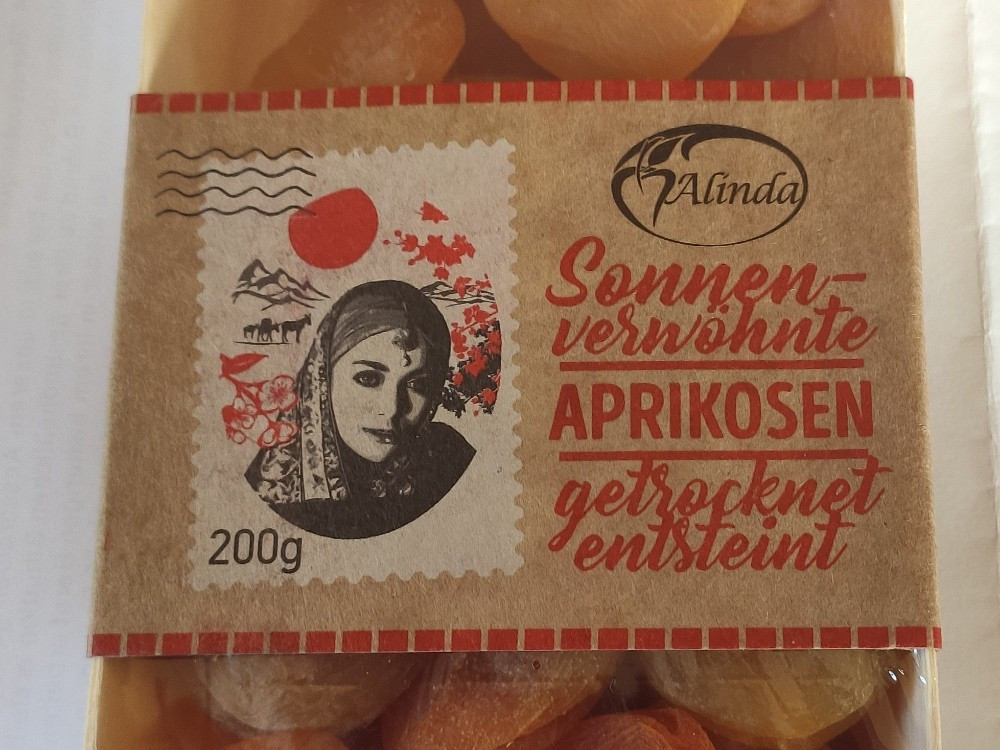 Alinda
Sonnen-
verwöhnte
APRIKOSEN
getrocknet
entsteint
200g